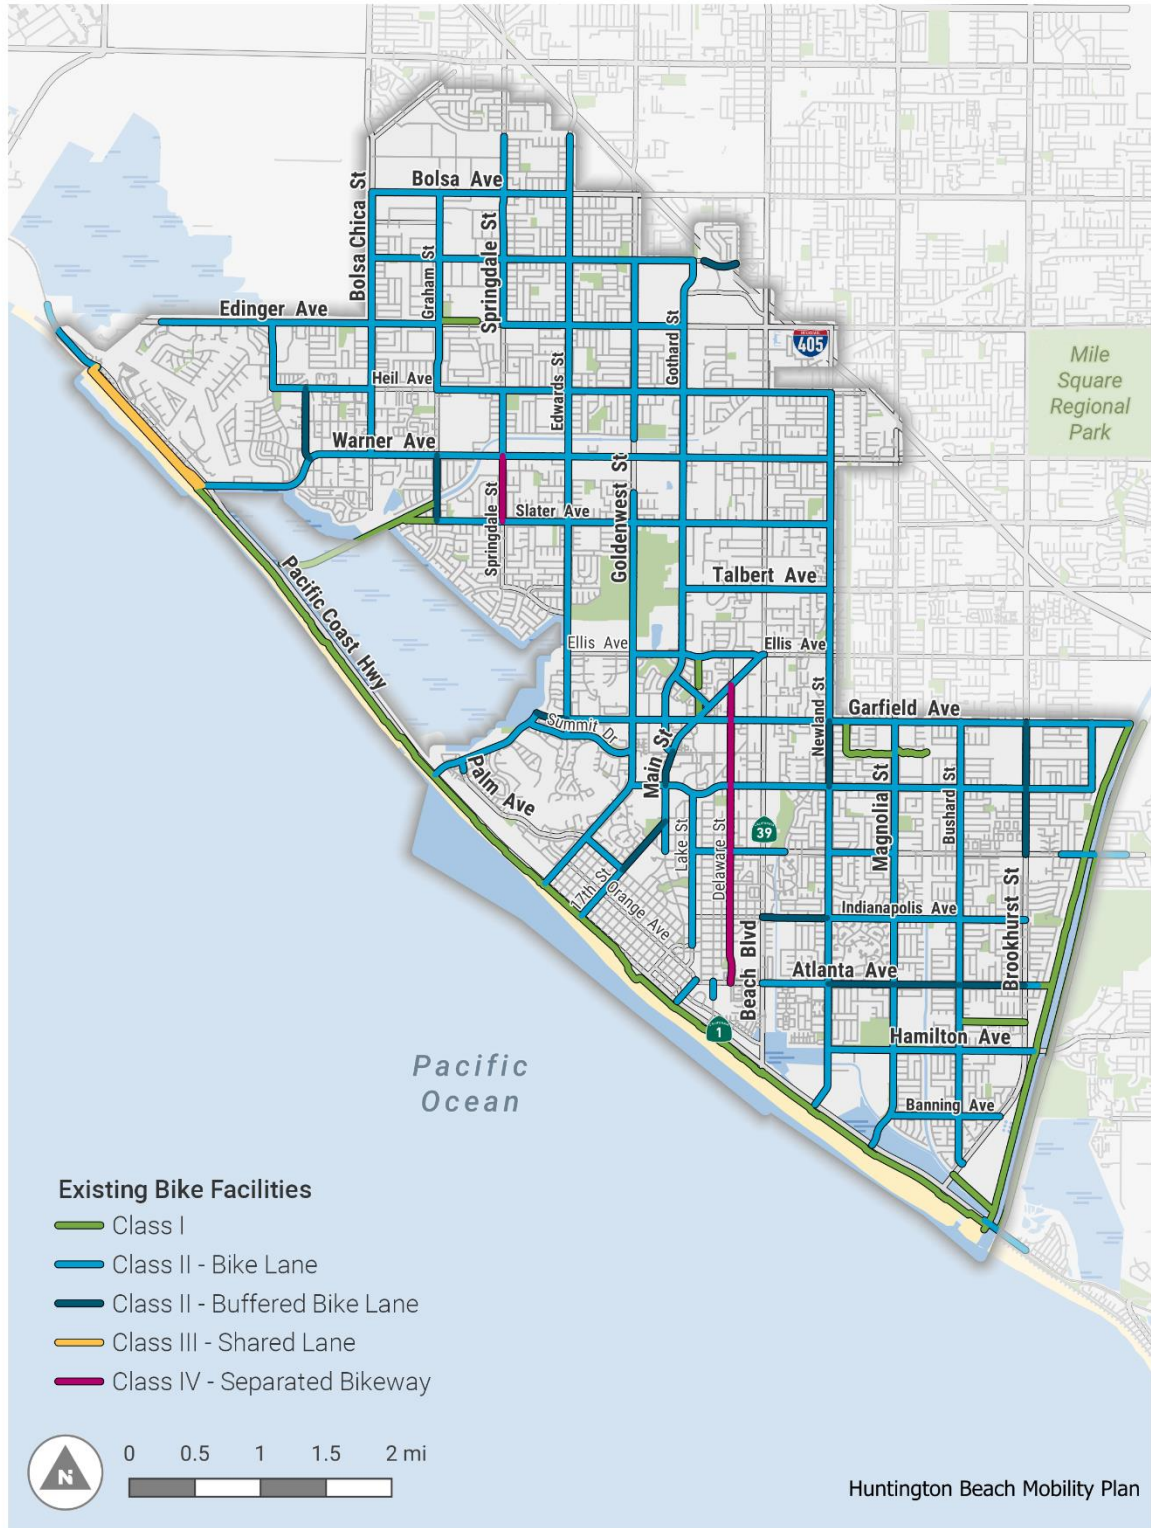 Bolsa Ave
Bolsa Chica St
Graham St
Springdale St
Edinger Ave
Gothard St
INTERSTATE
405
Mile
Square
Regional
Park
Heil Ave
Edwards St
Warner Ave
Goldenwest St
Springdale St
Slater Ave
Talbert Ave
Pacific Coast Hwy
Ellis Ave
Ellis Ave
Newland St
Garfield Ave
Summit Dr
Main St
Palm Ave
Magnolia St
Bushard St
Lake St
Delaware St
39
17th St
Orange Ave
Indianapolis Ave
Brookhurst St
Beach Blvd
Atlanta Ave
1
Hamilton Ave
Pacific
Ocean
Banning Ave
Existing Bike Facilities
Class I
Class II - Bike Lane
Class II - Buffered Bike Lane
Class III - Shared Lane
Class IV - Separated Bikeway
N
0 0.5 1 1.5 2 mi
Huntington Beach Mobility Plan